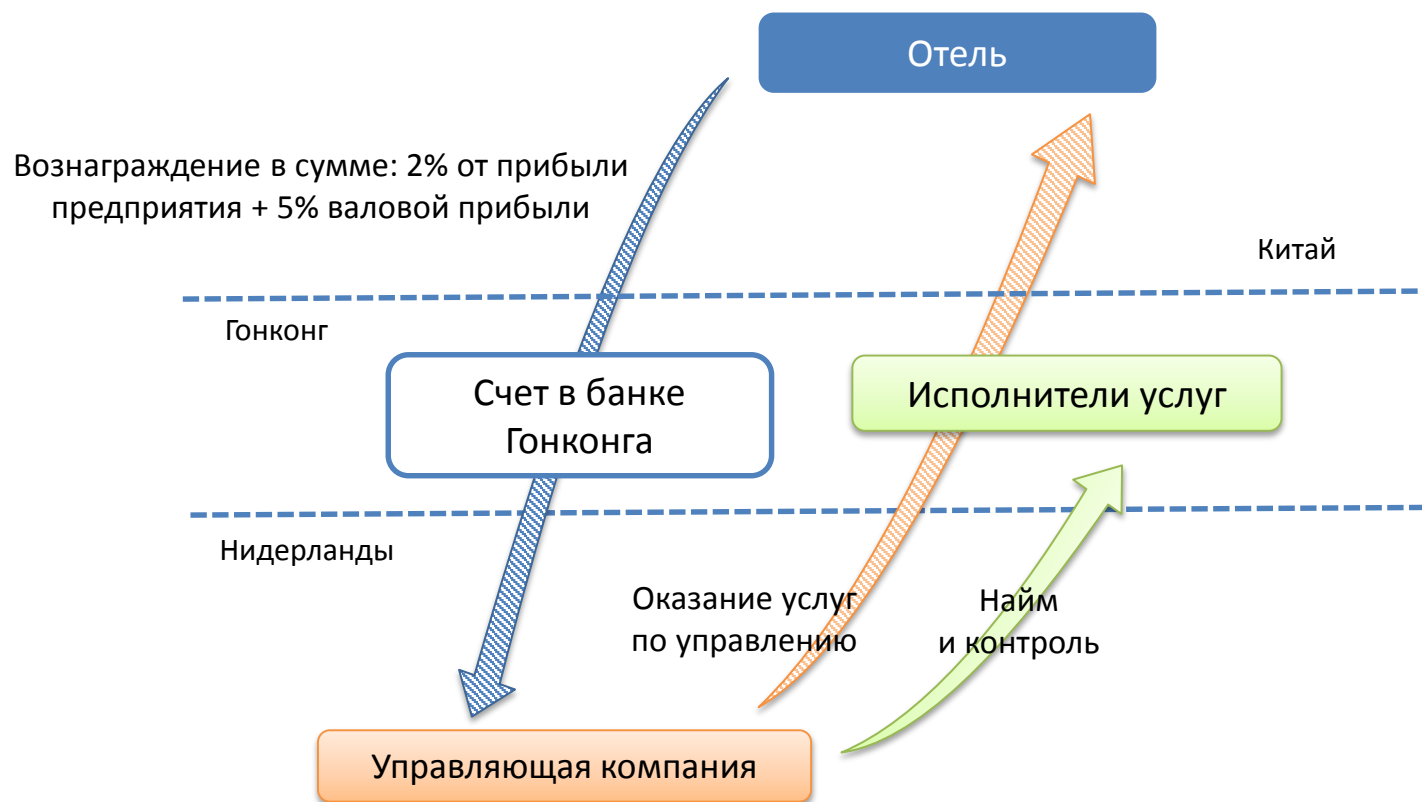 Отель
Вознаграждение в сумме: 2% от прибыли
предприятия + 5% валовой прибыли
Китай
Гонконг
Счет в банке
Гонконга
Исполнители услуг
Нидерланды
Оказание услуг
по управлению
Найм
и контроль
Управляющая компания